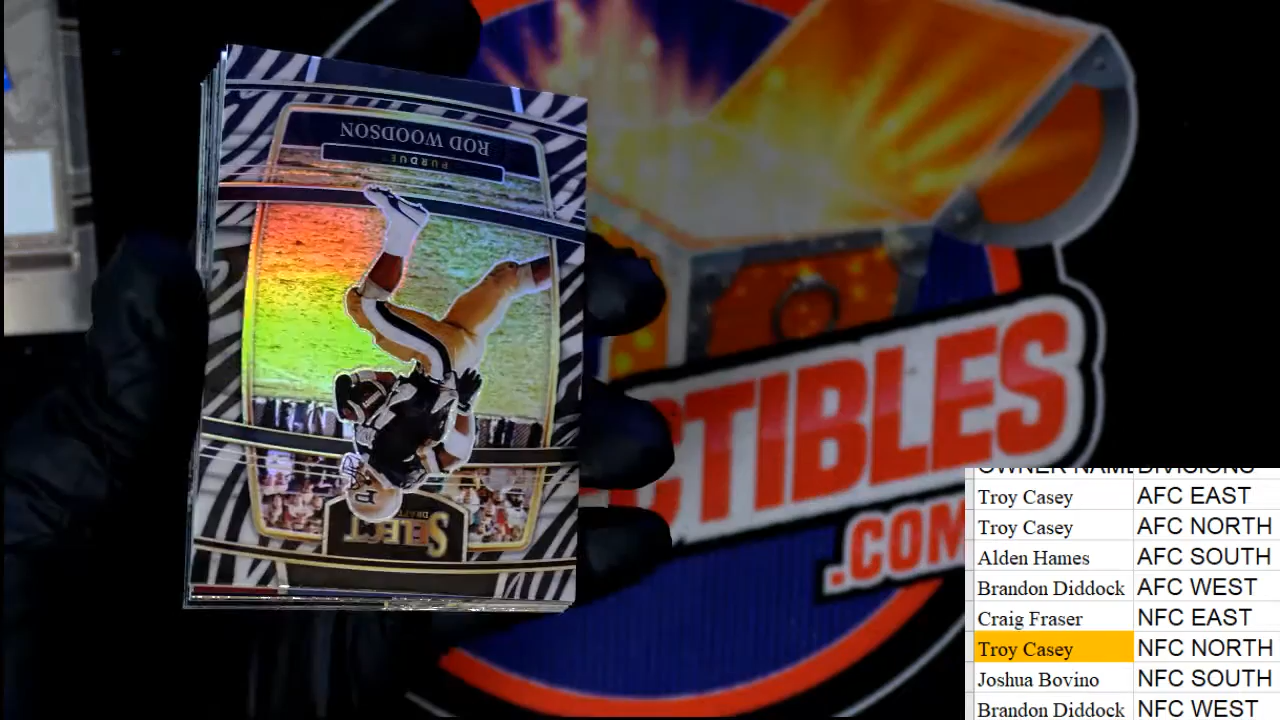 ROD WOODSON
PURDUE
SELECT
DRAFT
CTIBLES
.COM
OWNER NAME DIVISIONS
Troy Casey AFC EAST
Troy Casey AFC NORTH
Alden Hames AFC SOUTH
Brandon Diddock AFC WEST
Craig Fraser NFC EAST
Troy Casey NFC NORTH
Joshua Bovino NFC SOUTH
Brandon Diddock NFC WEST